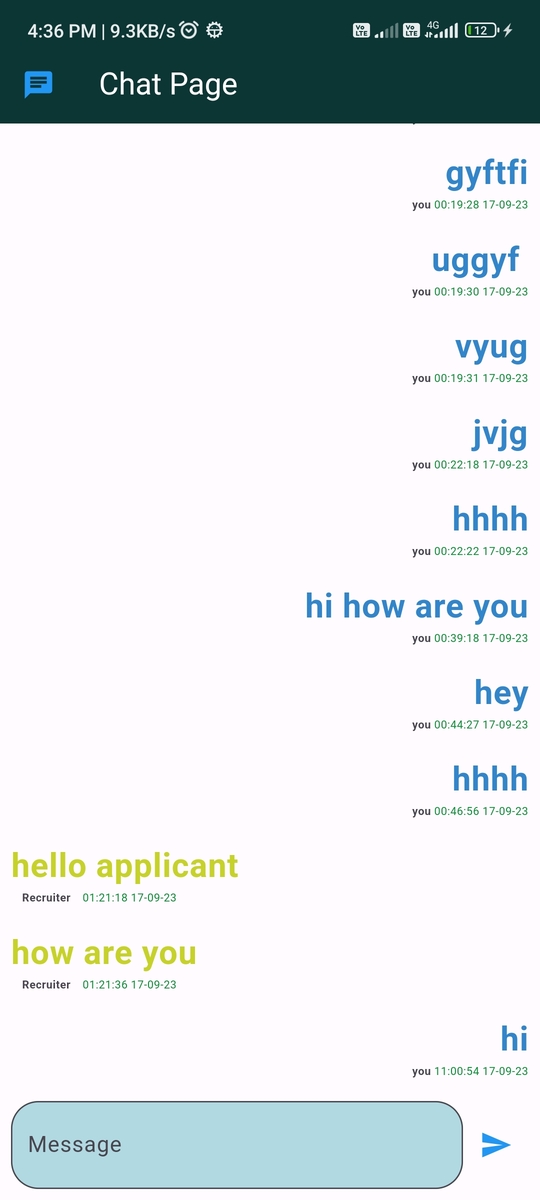 4:36 PM | 9.3KB/s Vo LTE Vo LTE 4G 12
Chat Page
gyftfi
you 00:19:28 17-09-23
uggyf
you 00:19:30 17-09-23
vyug
you 00:19:31 17-09-23
jvjg
you 00:22:18 17-09-23
hhhh
you 00:22:22 17-09-23
hi how are you
you 00:39:18 17-09-23
hey
you 00:44:27 17-09-23
hhhh
you 00:46:56 17-09-23
hello applicant
Recruiter 01:21:18 17-09-23
how are you
Recruiter 01:21:36 17-09-23
hi
you 11:00:54 17-09-23
Message